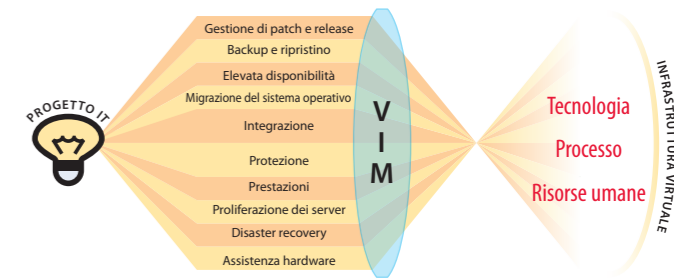 PROGETTO IT
Gestione di patch e release
Backup e ripristino
Elevata disponibilità
Migrazione del sistema operativo
Integrazione
Protezione
Prestazioni
Proliferazione dei server
Disaster recovery
Assistenza hardware
V
I
M
Tecnologia
Processo
Risorse umane
INFRASTRUTTURA VIRTUALE